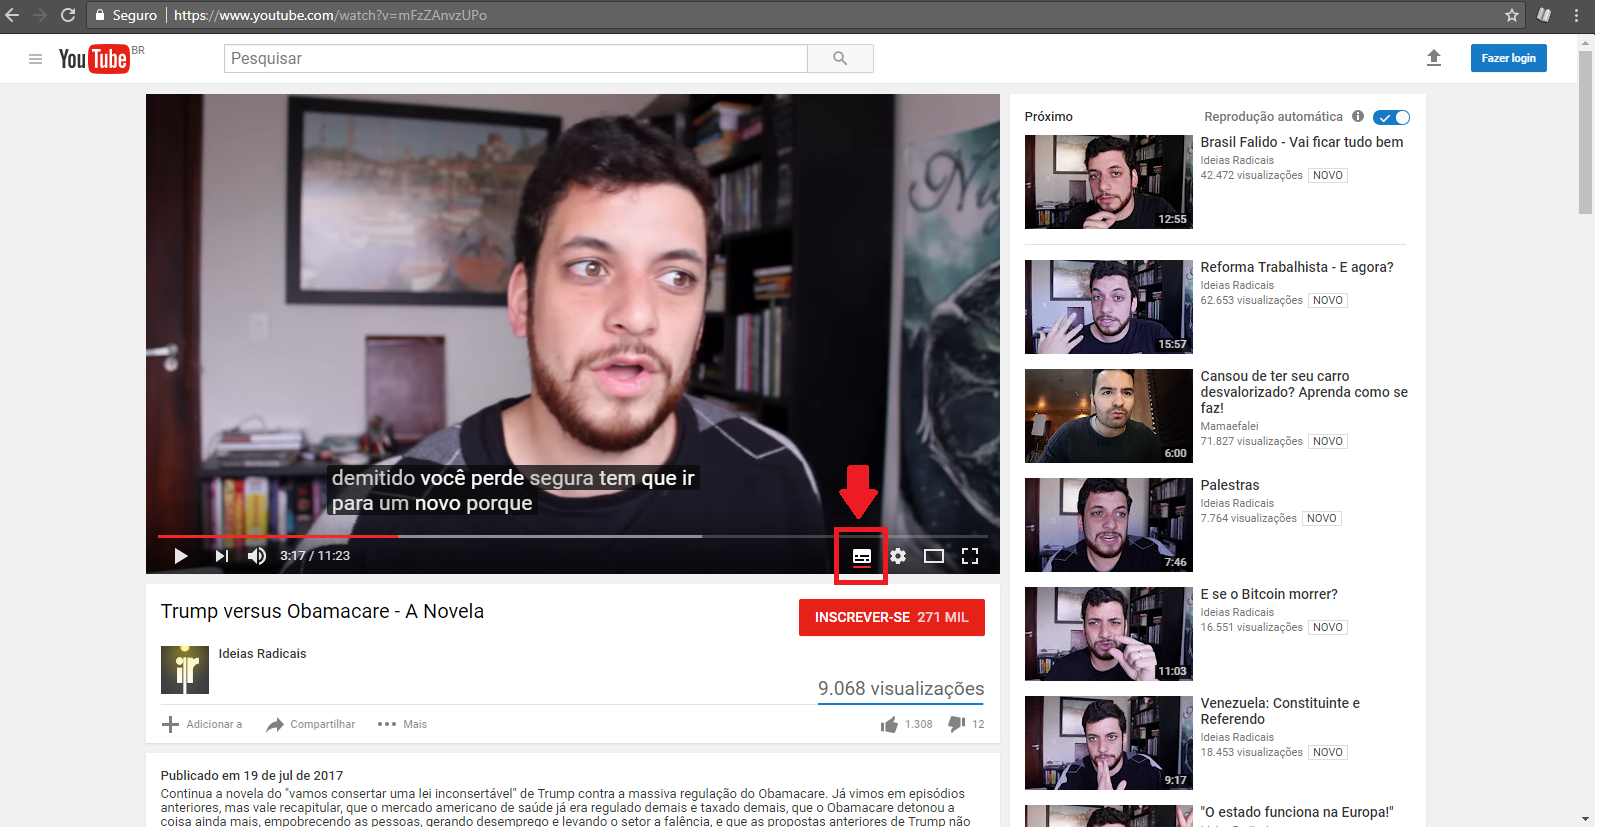 Seguro
https://www.youtube.com/watch?v=mFzZAnvzUPo
YouTube BR
Pesquisar
Fazer login
demitido você perde segura tem que ir
para um novo porque
3:17 / 11:23
Trump versus Obamacare - A Novela
INSCREVER-SE 271 MIL
ir
Ideias Radicais
9.068 visualizações
Adicionar a
Compartilhar
Mais
1.308
12
Publicado em 19 de jul de 2017
Continua a novela do "vamos consertar uma lei inconsertável" de Trump contra a massiva regulação do Obamacare. Já vimos em episódios
anteriores, mas vale recapitular, que o mercado americano de saúde já era regulado demais e taxado demais, que o Obamacare detonou a
coisa ainda mais, empobrecendo as pessoas, gerando desemprego e levando o setor a falência, e que as propostas anteriores de Trump não
Próximo
Reprodução automática
12:55
Brasil Falido - Vai ficar tudo bem
Ideias Radicais
42.472 visualizações NOVO
15:57
Reforma Trabalhista - E agora?
Ideias Radicais
62.653 visualizações NOVO
6:00
Cansou de ter seu carro
desvalorizado? Aprenda como se
faz!
Mamaefalei
71.827 visualizações NOVO
7:46
Palestras
Ideias Radicais
7.764 visualizações NOVO
11:03
E se o Bitcoin morrer?
Ideias Radicais
16.551 visualizações NOVO
9:17
Venezuela: Constituinte e
Referendo
Ideias Radicais
18.453 visualizações NOVO
"O estado funciona na Europa!"